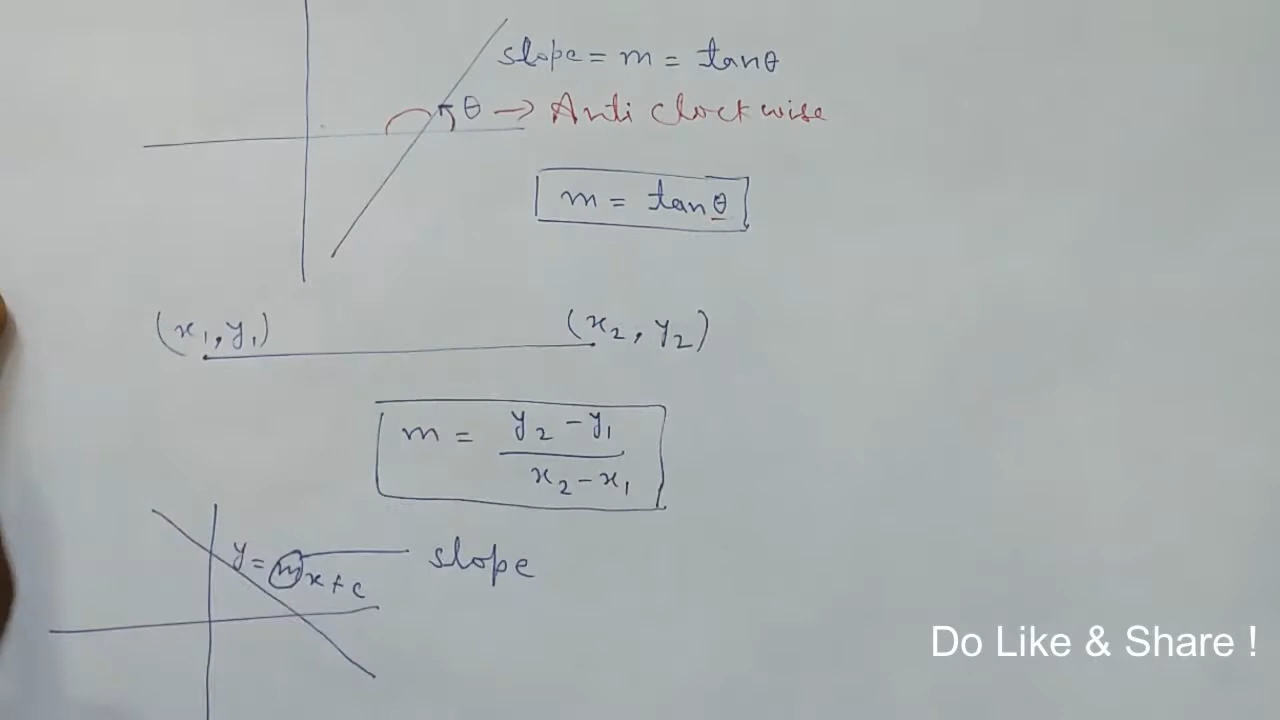 slope = m = tanθ
θ → Anti clockwise
m = tanθ
(x₁, y₁) (x₂, y₂)
m = y₂ - y₁ / x₂ - x₁
y = mx + c slope
Do Like & Share !